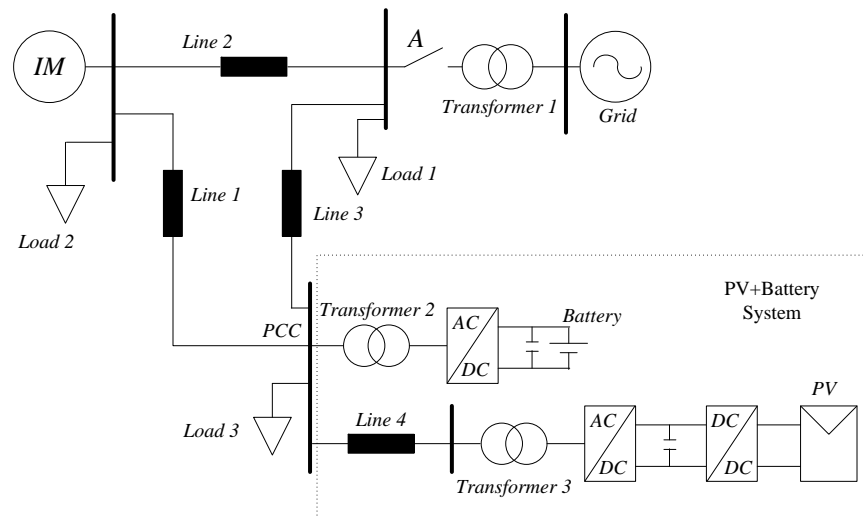 IM
Line 2
A
Transformer 1
Grid
Load 1
Load 2
Line 1
Line 3
PV+Battery
System
PCC
Transformer 2
AC
DC
Battery
Load 3
Line 4
Transformer 3
AC
DC
DC
DC
PV